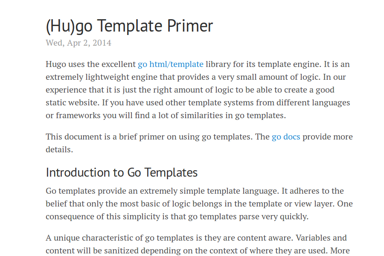 (Hu)go Template Primer
Wed, Apr 2, 2014
Hugo uses the excellent go html/template library for its template engine. It is an
extremely lightweight engine that provides a very small amount of logic. In our
experience that it is just the right amount of logic to be able to create a good
static website. If you have used other template systems from different languages
or frameworks you will find a lot of similarities in go templates.
This document is a brief primer on using go templates. The go docs provide more
details.
Introduction to Go Templates
Go templates provide an extremely simple template language. It adheres to the
belief that only the most basic of logic belongs in the template or view layer. One
consequence of this simplicity is that go templates parse very quickly.
A unique characteristic of go templates is they are content aware. Variables and
content will be sanitized depending on the context of where they are used. More